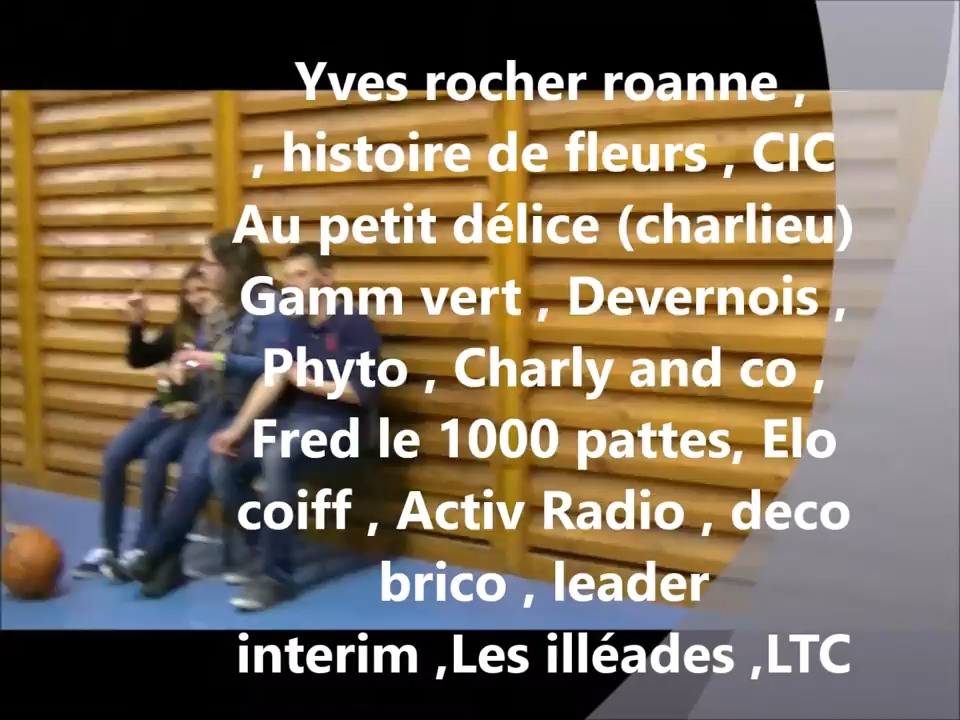 Yves rocher roanne ,
, histoire de fleurs , CIC
Au petit délice (charlieu)
Gamm vert , Devernois ,
Phyto , Charly and co ,
Fred le 1000 pattes, Elo
coiff , Activ Radio , deco
brico , leader
interim ,Les illéades ,LTC